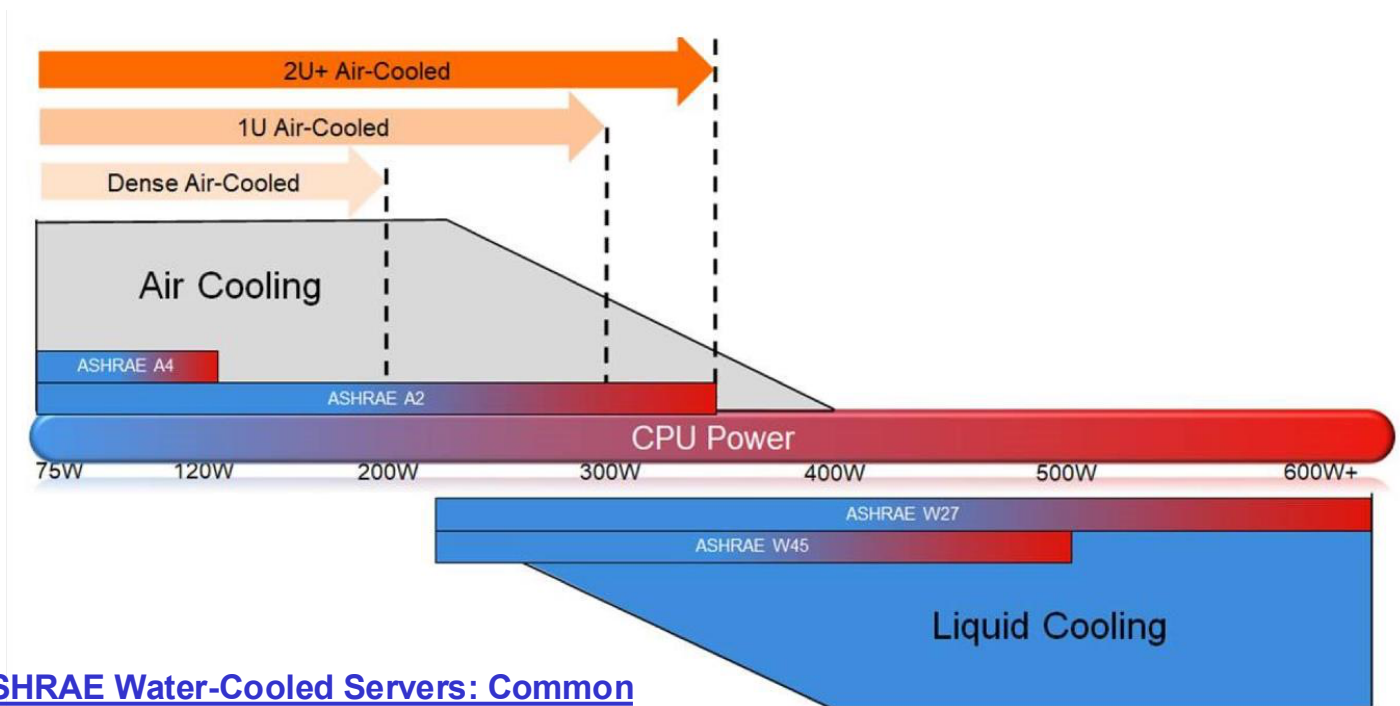 2U+ Air-Cooled
1U Air-Cooled
Dense Air-Cooled
Air Cooling
ASHRAE A4
ASHRAE A2
CPU Power
75W 120W 200W 300W 400W 500W 600W+
ASHRAE W27
ASHRAE W45
Liquid Cooling
SHRAE Water-Cooled Servers: Common